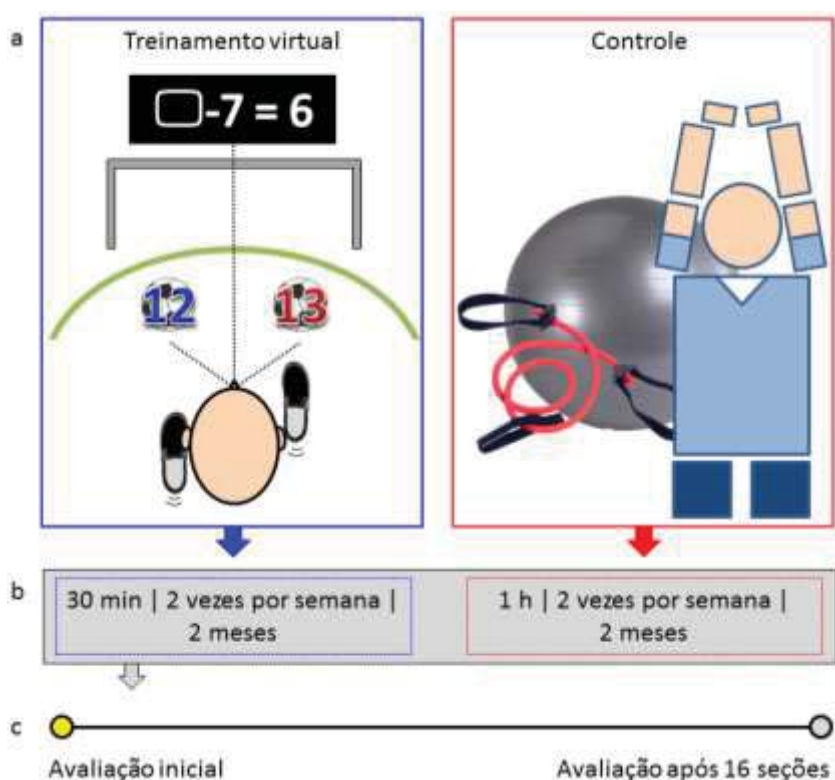 a
Treinamento virtual
Controle
▢-7 = 6
12
13
b
30 min | 2 vezes por semana |
2 meses
1 h | 2 vezes por semana |
2 meses
c
Avaliação inicial
Avaliação após 16 seções